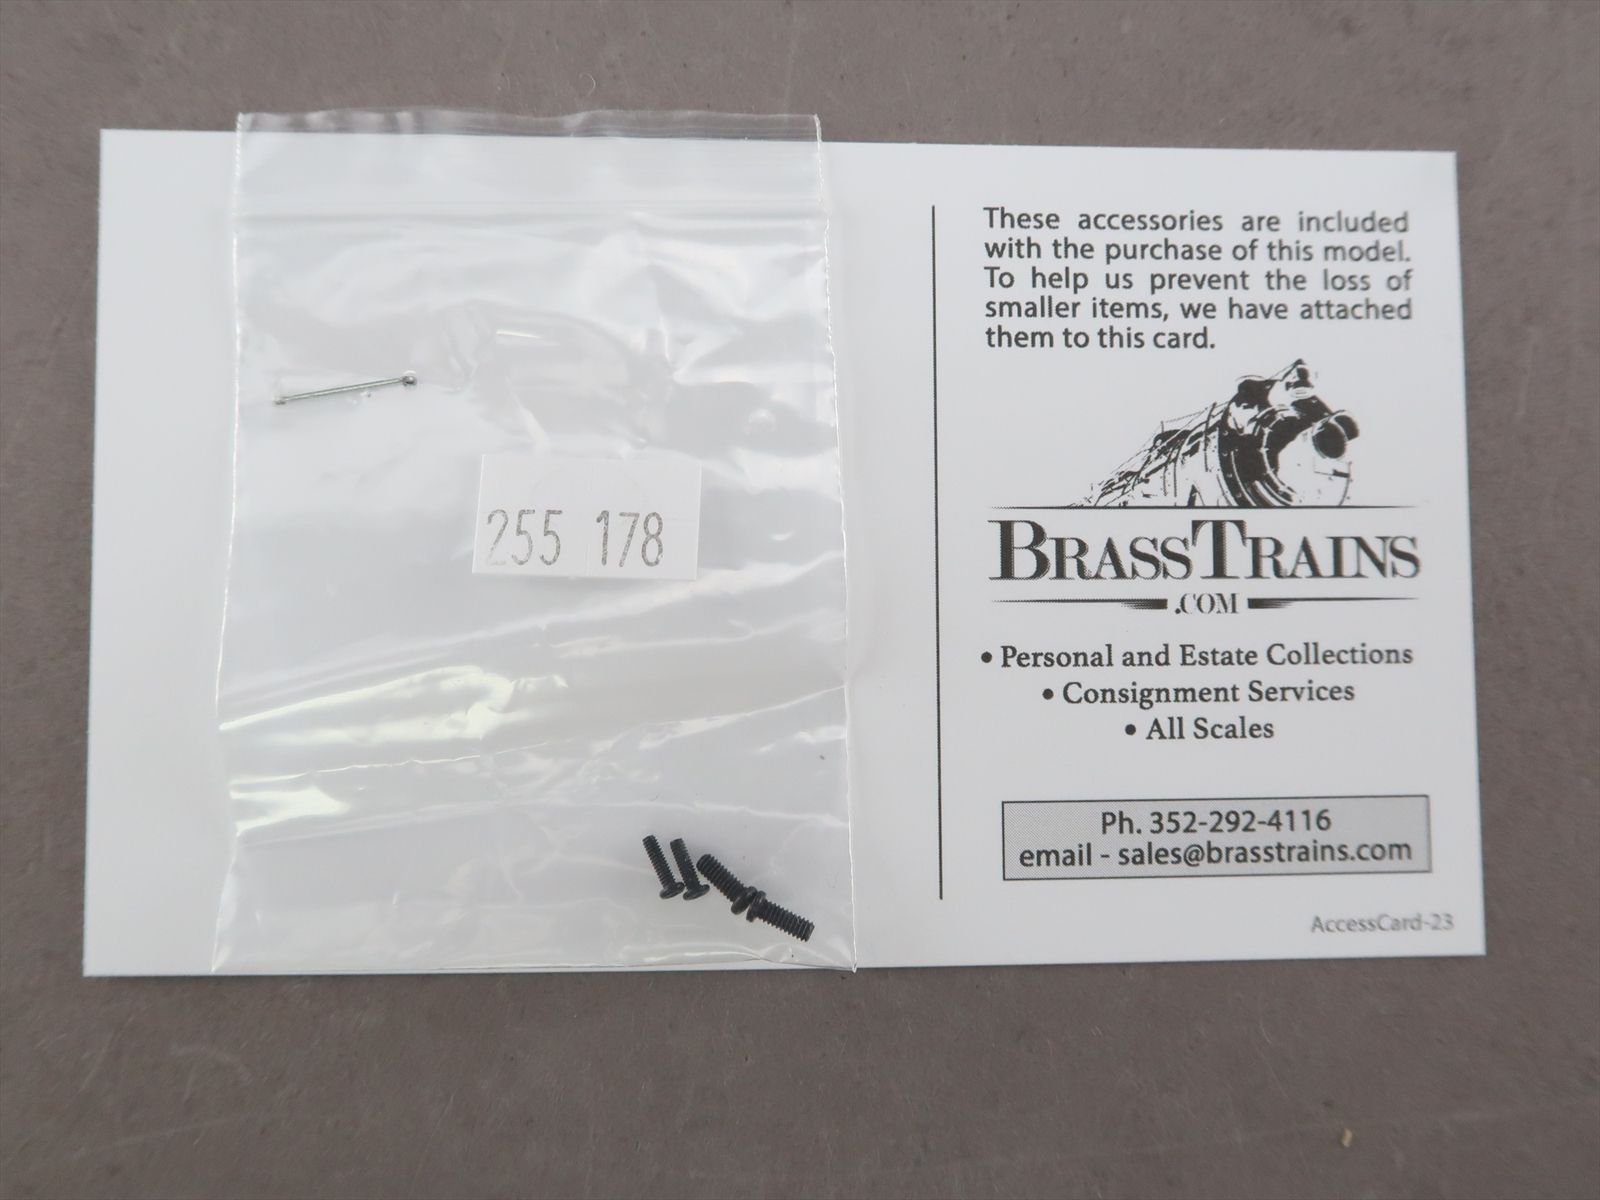 255 178
These accessories are included
with the purchase of this model.
To help us prevent the loss of
smaller items, we have attached
them to this card.
BRASSTRAINS
.COM
• Personal and Estate Collections
• Consignment Services
• All Scales
Ph. 352-292-4116
email - sales@brasstrains.com
AccessCard-23